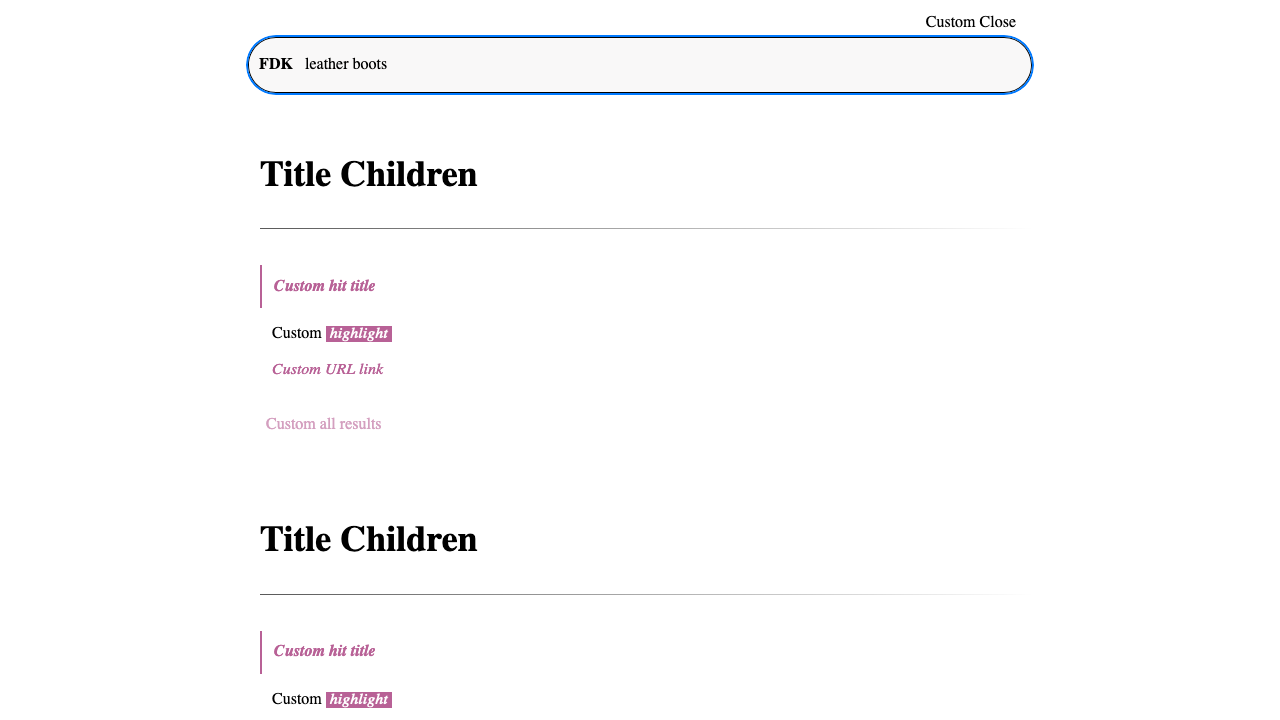 Custom Close
FDK leather boots
Title Children
Custom hit title
Custom highlight
Custom URL link
Custom all results
Title Children
Custom hit title
Custom highlight